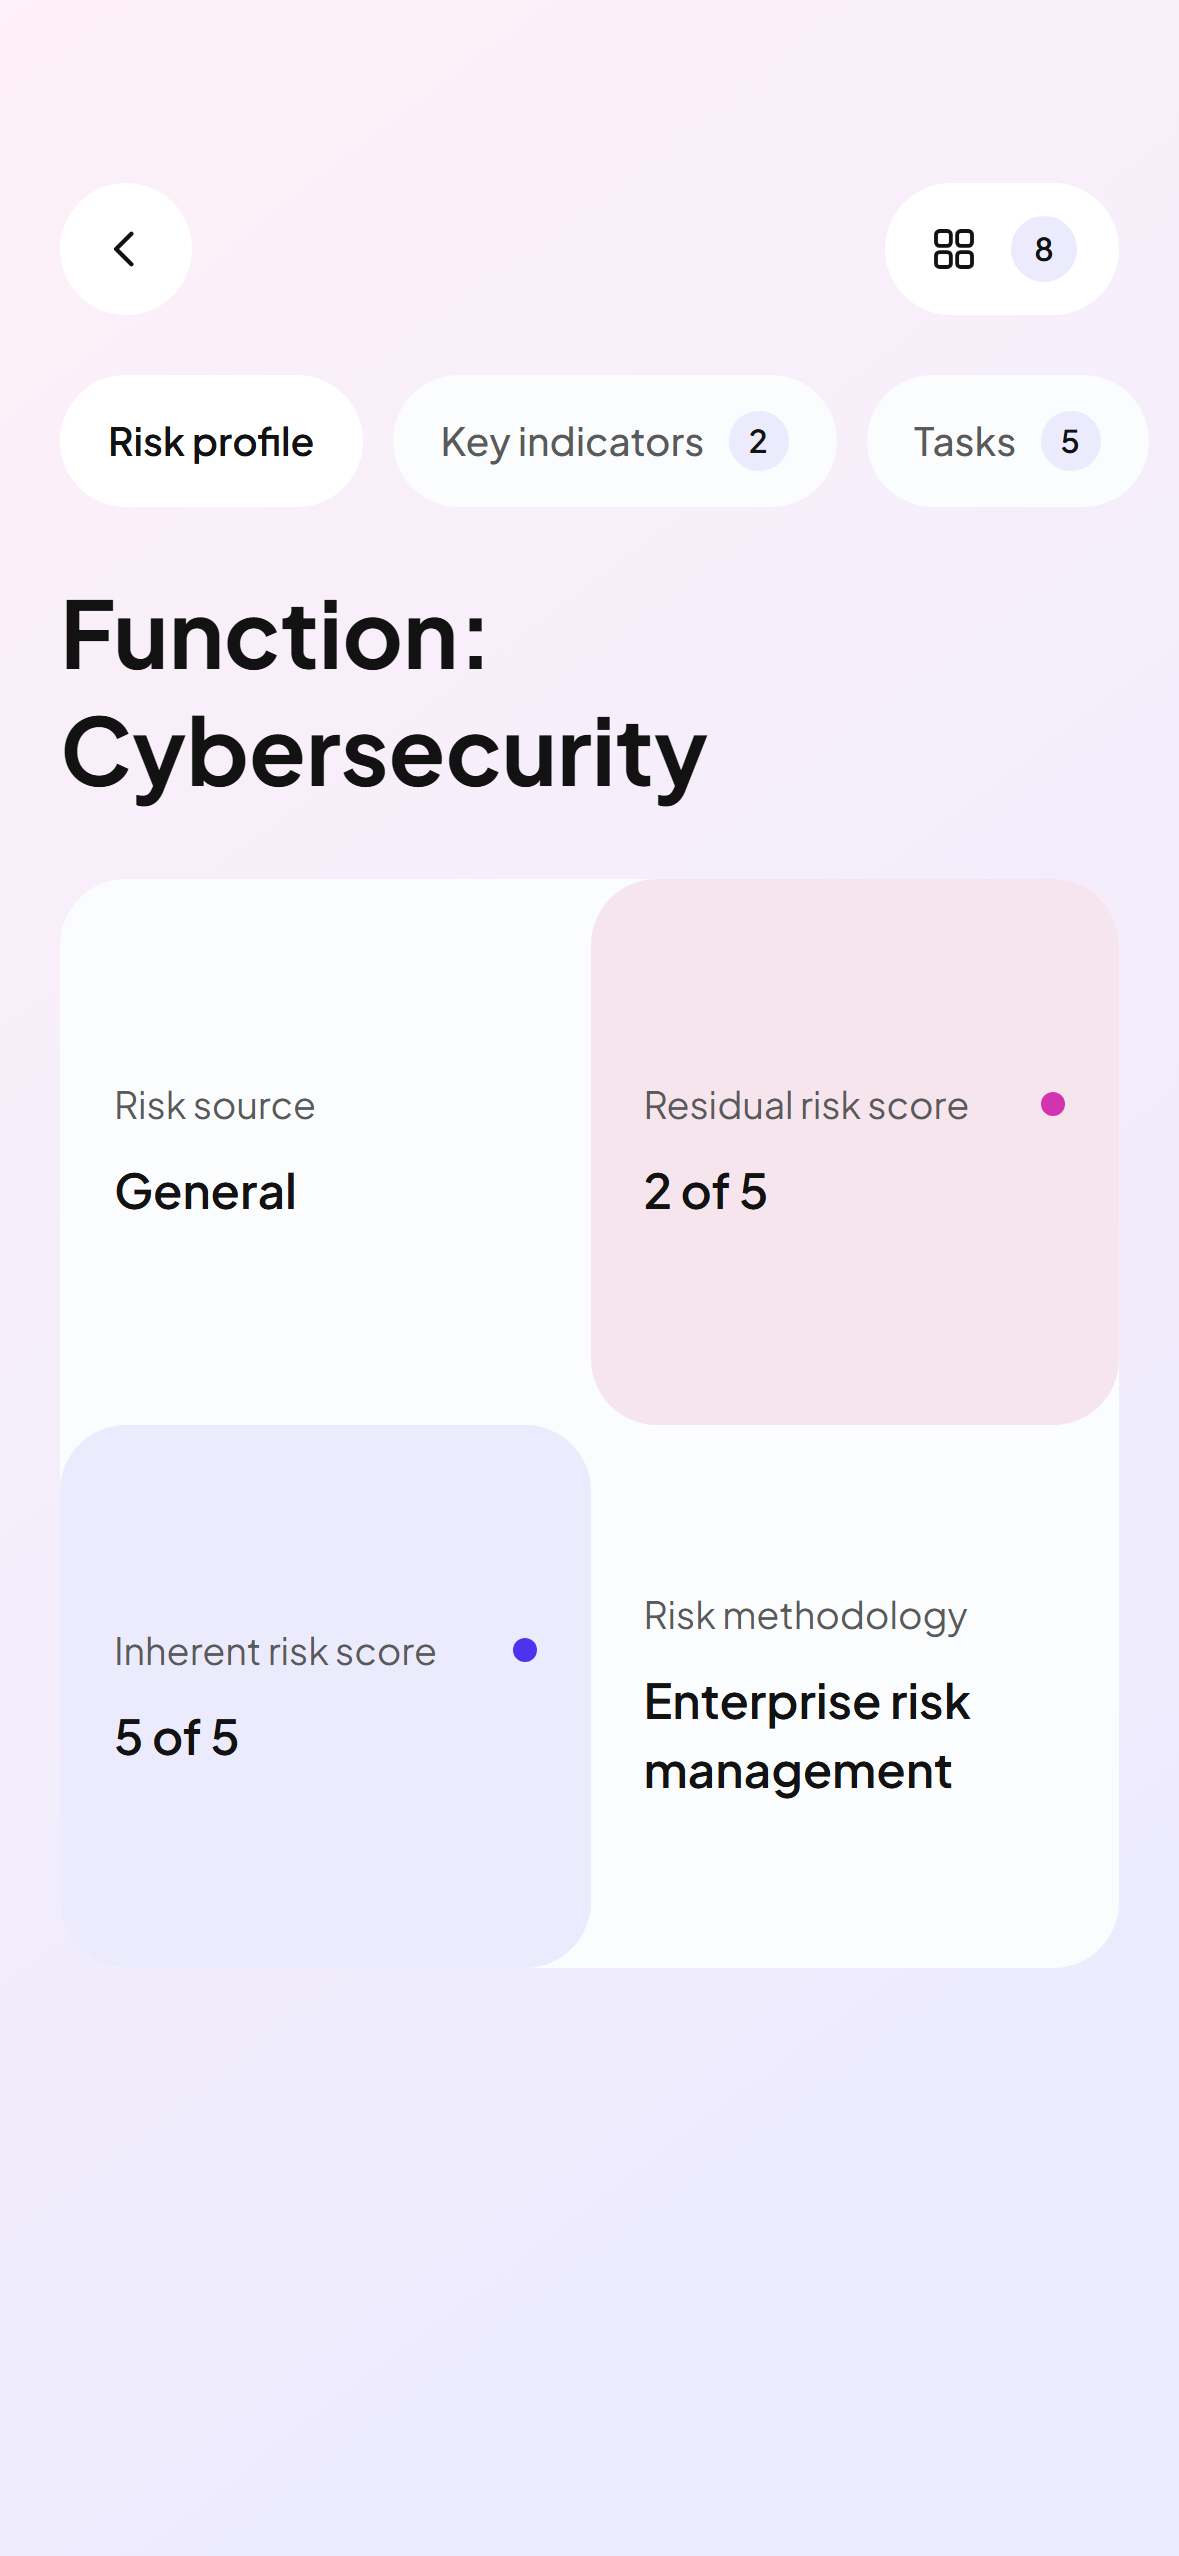 8
Risk profile
Key indicators 2
Tasks 5
Function:
Cybersecurity
Risk source
General
Residual risk score
2 of 5
Inherent risk score
5 of 5
Risk methodology
Enterprise risk
management